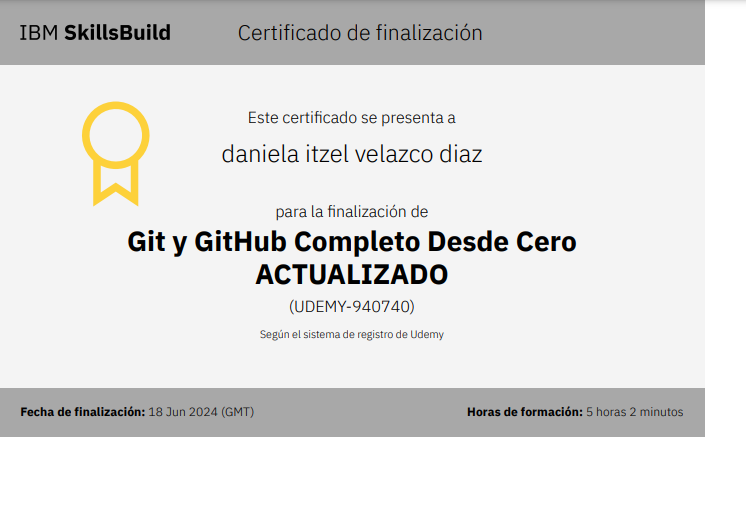 IBM SkillsBuild
Certificado de finalización
Este certificado se presenta a
daniela itzel velazco diaz
para la finalización de
Git y GitHub Completo Desde Cero
ACTUALIZADO
(UDEMY-940740)
Según el sistema de registro de Udemy
Fecha de finalización: 18 Jun 2024 (GMT)
Horas de formación: 5 horas 2 minutos